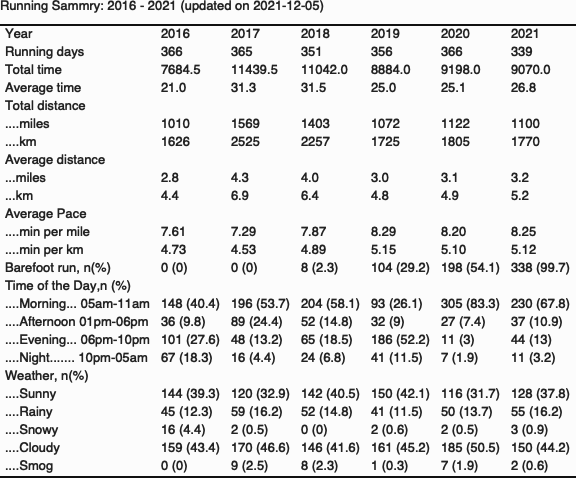 Running Sammry: 2016 - 2021 (updated on 2021-12-05)
Year 2016 2017 2018 2019 2020 2021
Running days 366 365 351 356 366 339
Total time 7684.5 11439.5 11042.0 8884.0 9198.0 9070.0
Average time 21.0 31.3 31.5 25.0 25.1 26.8
Total distance
....miles 1010 1569 1403 1072 1122 1100
....km 1626 2525 2257 1725 1805 1770
Average distance
...miles 2.8 4.3 4.0 3.0 3.1 3.2
...km 4.4 6.9 6.4 4.8 4.9 5.2
Average Pace
....min per mile 7.61 7.29 7.87 8.29 8.20 8.25
....min per km 4.73 4.53 4.89 5.15 5.10 5.12
Barefoot run, n(%) 0 (0) 0 (0) 8 (2.3) 104 (29.2) 198 (54.1) 338 (99.7)
Time of the Day,n (%)
....Morning... 05am-11am 148 (40.4) 196 (53.7) 204 (58.1) 93 (26.1) 305 (83.3) 230 (67.8)
....Afternoon 01pm-06pm 36 (9.8) 89 (24.4) 52 (14.8) 32 (9) 27 (7.4) 37 (10.9)
....Evening... 06pm-10pm 101 (27.6) 48 (13.2) 65 (18.5) 186 (52.2) 11 (3) 44 (13)
....Night....... 10pm-05am 67 (18.3) 16 (4.4) 24 (6.8) 41 (11.5) 7 (1.9) 11 (3.2)
Weather, n(%)
....Sunny 144 (39.3) 120 (32.9) 142 (40.5) 150 (42.1) 116 (31.7) 128 (37.8)
....Rainy 45 (12.3) 59 (16.2) 52 (14.8) 41 (11.5) 50 (13.7) 55 (16.2)
....Snowy 16 (4.4) 2 (0.5) 0 (0) 2 (0.6) 2 (0.5) 3 (0.9)
....Cloudy 159 (43.4) 170 (46.6) 146 (41.6) 161 (45.2) 185 (50.5) 150 (44.2)
....Smog 0 (0) 9 (2.5) 8 (2.3) 1 (0.3) 7 (1.9) 2 (0.6)